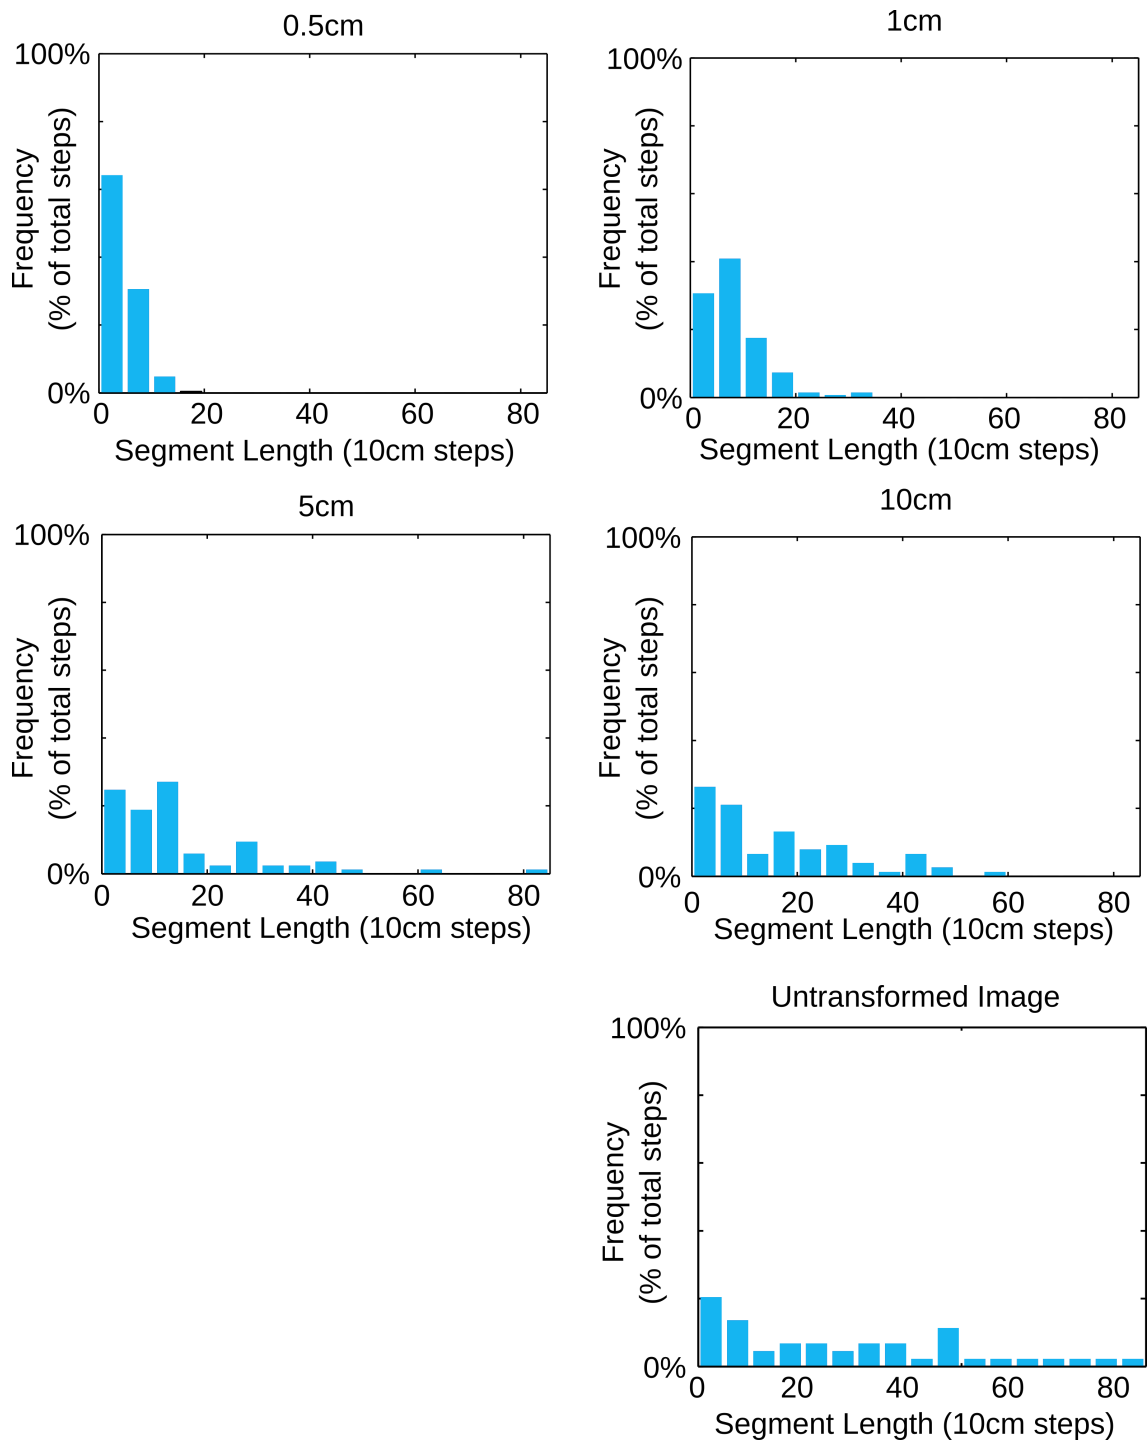 0.5cm
100%
Frequency
(% of total steps)
0%
0 20 40 60 80
Segment Length (10cm steps)
1cm
100%
Frequency
(% of total steps)
0%
0 20 40 60 80
Segment Length (10cm steps)
5cm
100%
Frequency
(% of total steps)
0%
0 20 40 60 80
Segment Length (10cm steps)
10cm
100%
Frequency
(% of total steps)
0%
0 20 40 60 80
Segment Length (10cm steps)
Untransformed Image
100%
Frequency
(% of total steps)
0%
0 20 40 60 80
Segment Length (10cm steps)